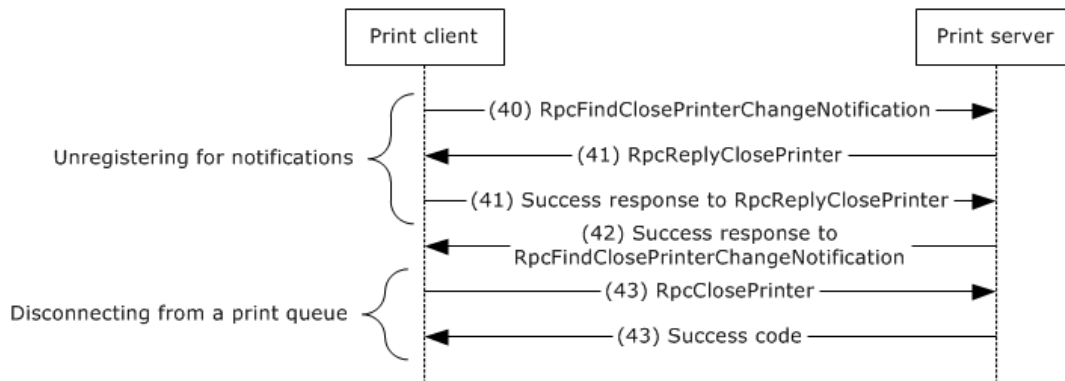 Print client
Print server
(40) RpcFindClosePrinterChangeNotification
Unregistering for notifications
(41) RpcReplyClosePrinter
(41) Success response to RpcReplyClosePrinter
(42) Success response to
RpcFindClosePrinterChangeNotification
(43) RpcClosePrinter
Disconnecting from a print queue
(43) Success code